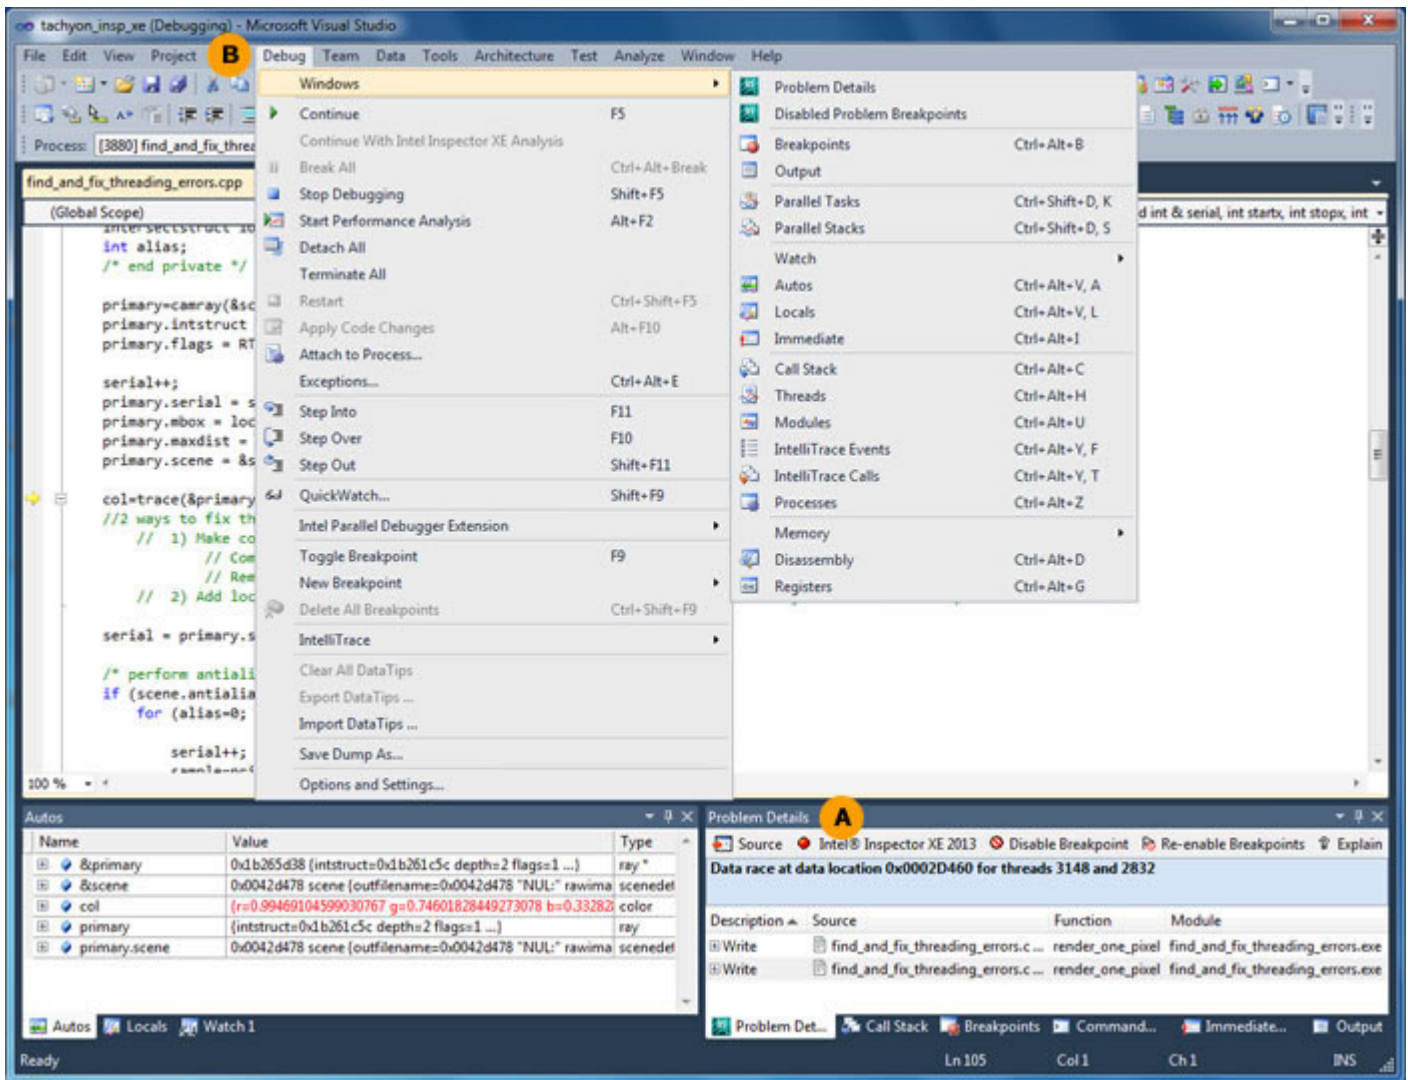 tachyon_insp_xe (Debugging) - Microsoft Visual Studio
File Edit View Project B Debug Team Data Tools Architecture Test Analyze Window Help
Process: [3880] find_and_fix_threa
find_and_fix_threading_errors.cpp
(Global Scope)
d int & serial, int startx, int stopx, int
int alias;
/* end private */
primary=camray(&sc
primary.intstruct
primary.flags = RT
serial++;
primary.serial = s
primary.mbox = loc
primary.maxdist =
primary.scene = &s
col=trace(&primary
//2 ways to fix th
// 1) Make co
// Com
// Rem
// 2) Add loc
serial = primary.s
/* perform antiali
if (scene.antialia
for (alias=0;
serial++;
100 %
Windows
Continue F5
Continue With Intel Inspector XE Analysis
Break All Ctrl+Alt+Break
Stop Debugging Shift+F5
Start Performance Analysis Alt+F2
Detach All
Terminate All
Restart Ctrl+Shift+F5
Apply Code Changes Alt+F10
Attach to Process...
Exceptions... Ctrl+Alt+E
Step Into F11
Step Over F10
Step Out Shift+F11
QuickWatch... Shift+F9
Intel Parallel Debugger Extension
Toggle Breakpoint F9
New Breakpoint
Delete All Breakpoints Ctrl+Shift+F9
IntelliTrace
Clear All DataTips
Export DataTips ...
Import DataTips ...
Save Dump As...
Options and Settings...
Problem Details
Disabled Problem Breakpoints
Breakpoints Ctrl+Alt+B
Output
Parallel Tasks Ctrl+Shift+D, K
Parallel Stacks Ctrl+Shift+D, S
Watch
Autos Ctrl+Alt+V, A
Locals Ctrl+Alt+V, L
Immediate Ctrl+Alt+I
Call Stack Ctrl+Alt+C
Threads Ctrl+Alt+H
Modules Ctrl+Alt+U
IntelliTrace Events Ctrl+Alt+Y, F
IntelliTrace Calls Ctrl+Alt+Y, T
Processes Ctrl+Alt+Z
Memory
Disassembly Ctrl+Alt+D
Registers Ctrl+Alt+G
Autos
Name Value Type
&primary 0x1b265d38 {intstruct=0x1b261c5c depth=2 flags=1 ...} ray *
&scene 0x0042d478 scene {outfilename=0x0042d478 "NUL:" rawima scenedef
col {r=0.99469104599030767 g=0.74601828449273078 b=0.33282 color
primary {intstruct=0x1b261c5c depth=2 flags=1 ...} ray
primary.scene 0x0042d478 scene {outfilename=0x0042d478 "NUL:" rawima scenedef
Autos Locals Watch 1
Problem Details A
Source Intel® Inspector XE 2013 Disable Breakpoint Re-enable Breakpoints Explain
Data race at data location 0x0002D460 for threads 3148 and 2832
Description Source Function Module
Write find_and_fix_threading_errors.c... render_one_pixel find_and_fix_threading_errors.exe
Write find_and_fix_threading_errors.c... render_one_pixel find_and_fix_threading_errors.exe
Problem Det... Call Stack Breakpoints Command... Immediate... Output
Ready Ln 105 Col 1 Ch 1 INS